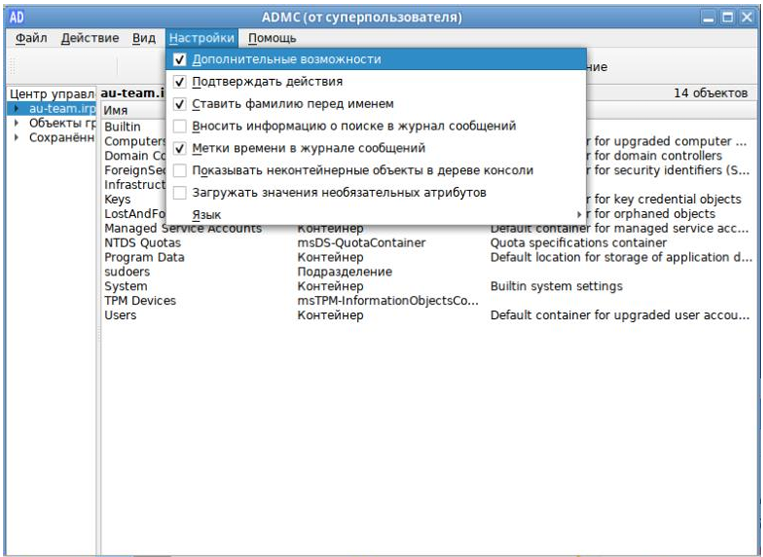 AD ADMC (от суперпользователя)
Файл Действие Вид Настройки Помощь
Дополнительные возможности
Подтверждать действия
Ставить фамилию перед именем
Вносить информацию о поиске в журнал сообщений
Метки времени в журнале сообщений
Показывать неконтейнерные объекты в дереве консоли
Загружать значения необязательных атрибутов
Язык
ние
Центр управл
au-team.irp
Объекты гр
Сохранённ
au-team.i 14 объектов
Имя
Builtin
Computers r for upgraded computer ...
Domain Co r for domain controllers
ForeignSec r for security identifiers (S...
Infrastruct
Keys r for key credential objects
LostAndFo r for orphaned objects
Managed Service Accounts Контейнер Default container for managed service acc...
NTDS Quotas msDS-QuotaContainer Quota specifications container
Program Data Контейнер Default location for storage of application d...
sudoers Подразделение
System Контейнер Builtin system settings
TPM Devices msTPM-InformationObjectsCo...
Users Контейнер Default container for upgraded user accou...